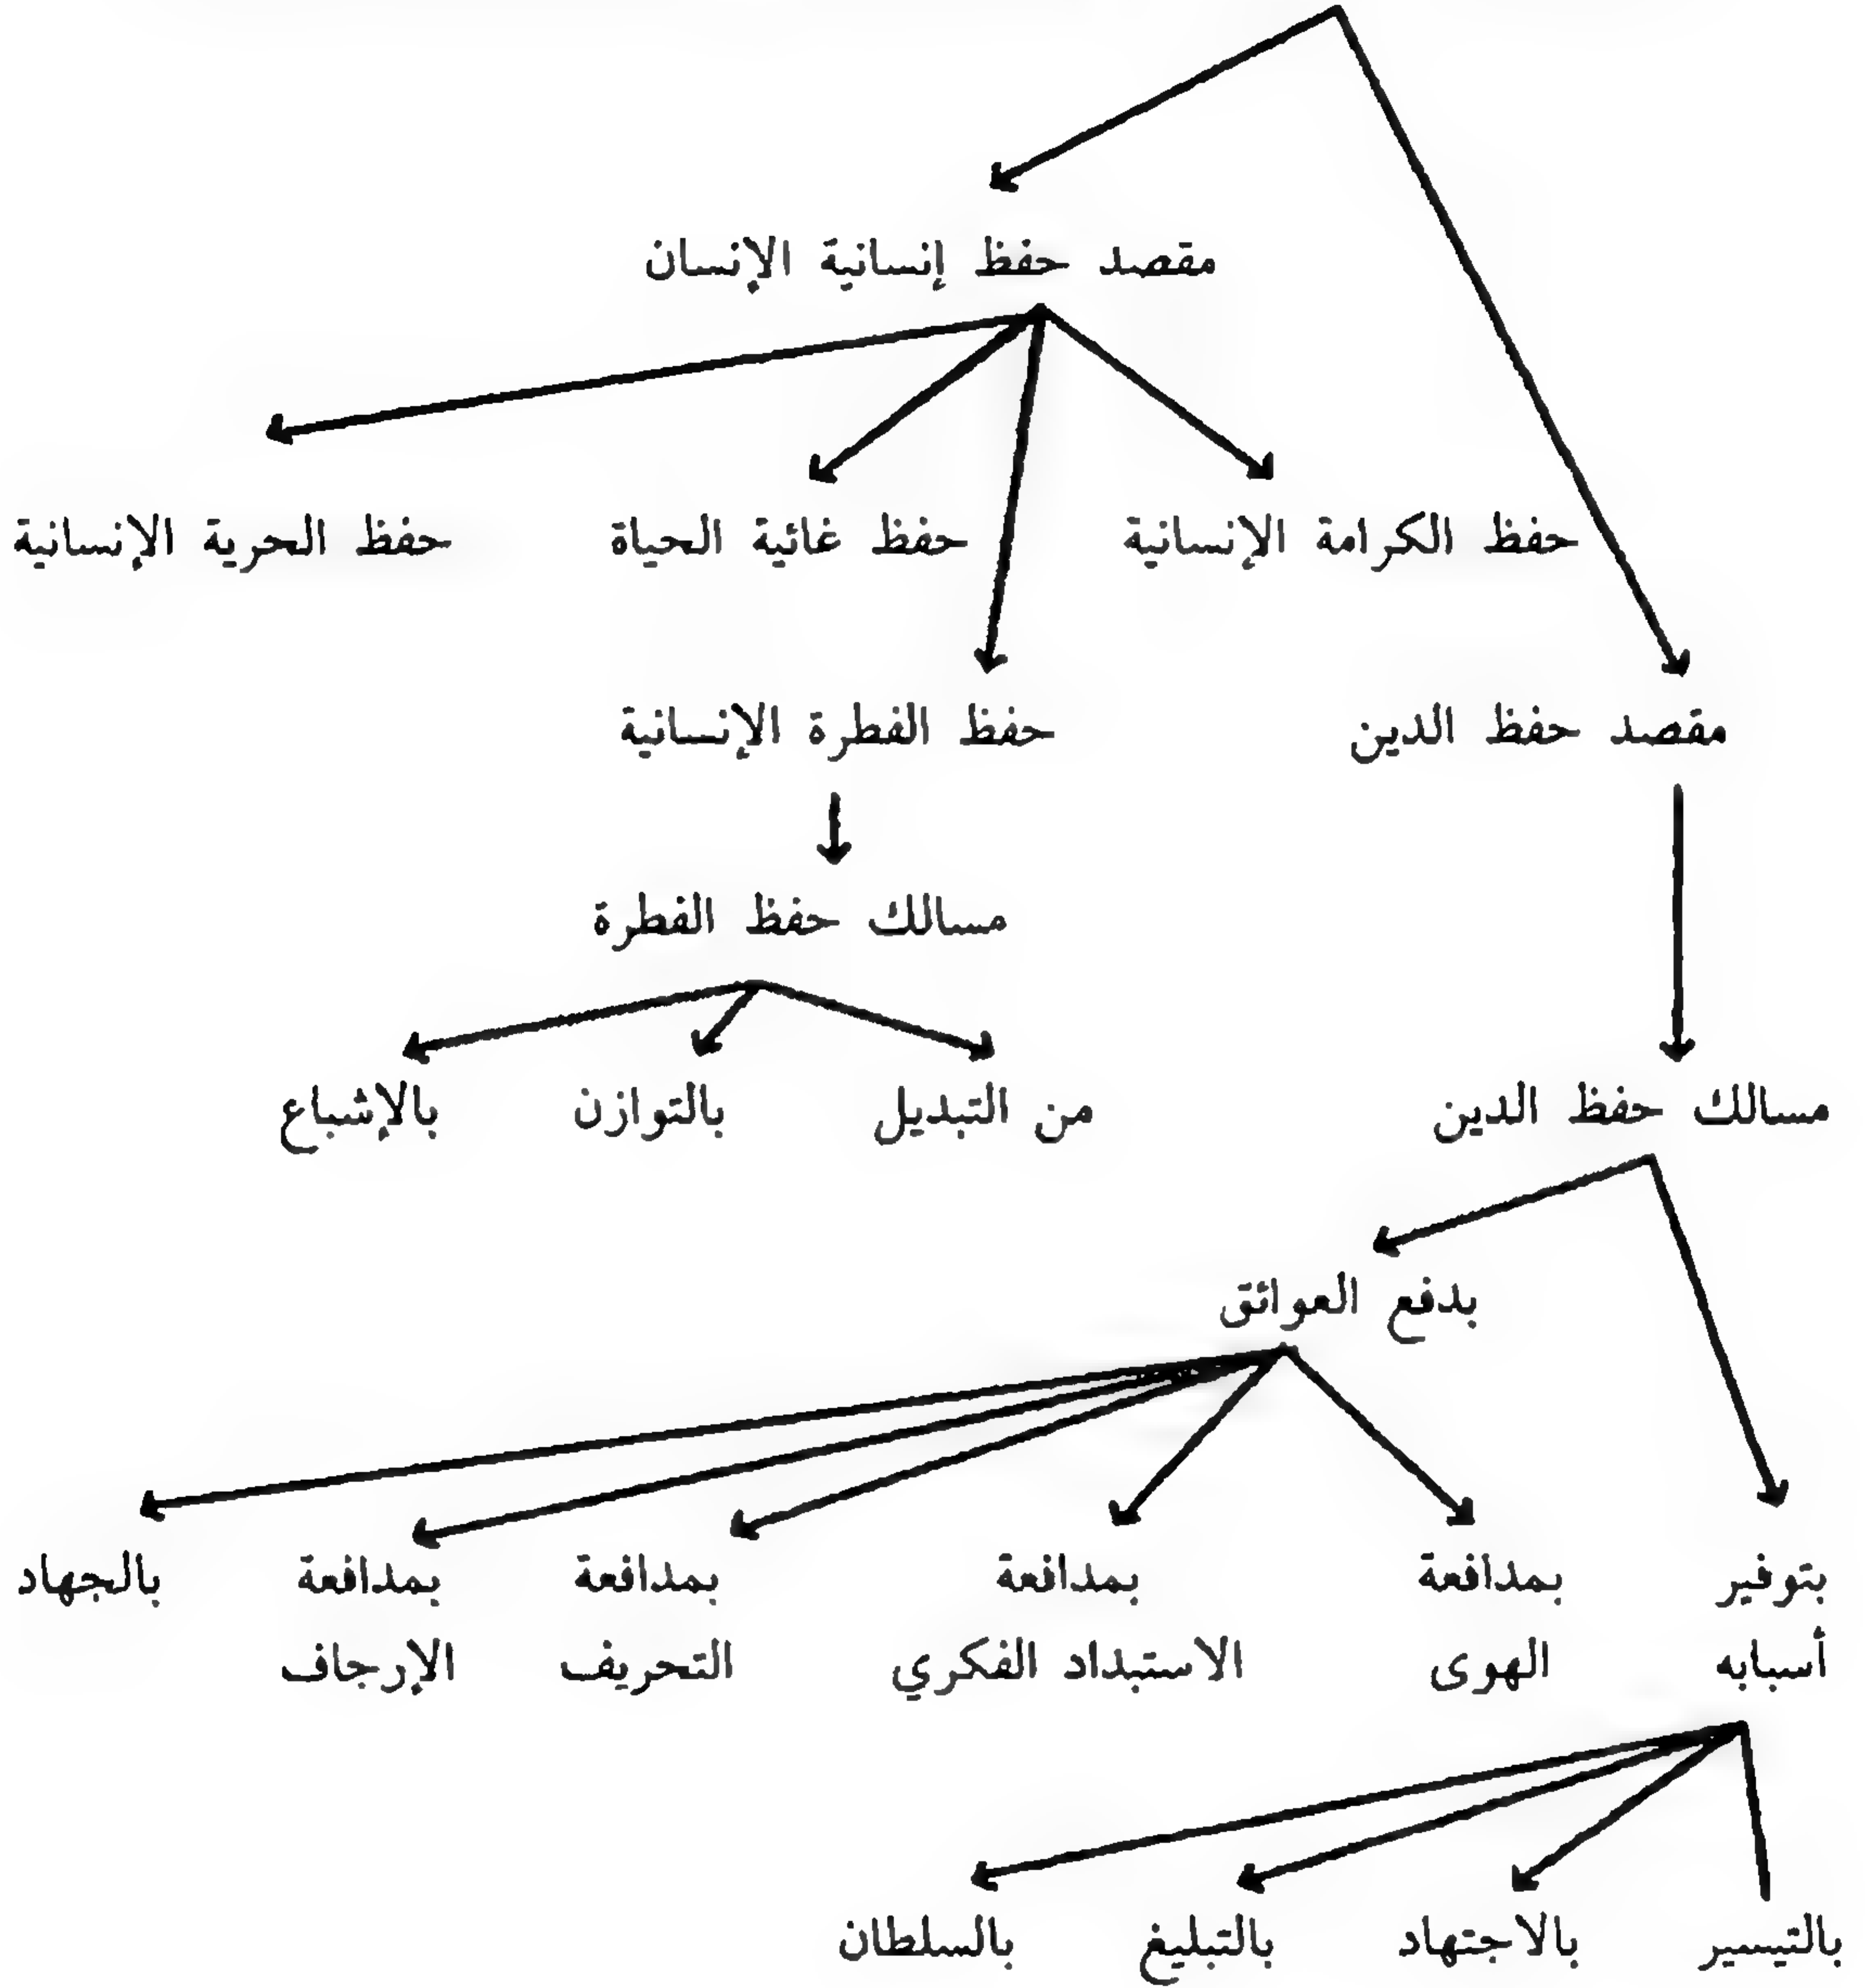 مقصد حفظ إنسانية الإنسان
حفظ الكرامة الإنسانية
حفظ غائية الحياة
حفظ الحرية الإنسانية
مقصد حفظ الدين
حفظ الفطرة الإنسانية
مسالك حفظ الفطرة
مسالك حفظ الدين
من التبديل
بالتوازن
بالإشباع
بدفع العوائق
بتوفير
أسبابه
بمدافعة
الهوى
بمدافعة
الاستبداد الفكري
بمدافعة
التحريف
بمدافعة
الإرجاف
بالجهاد
بالتيسير
بالاجتهاد
بالتبليغ
بالسلطان